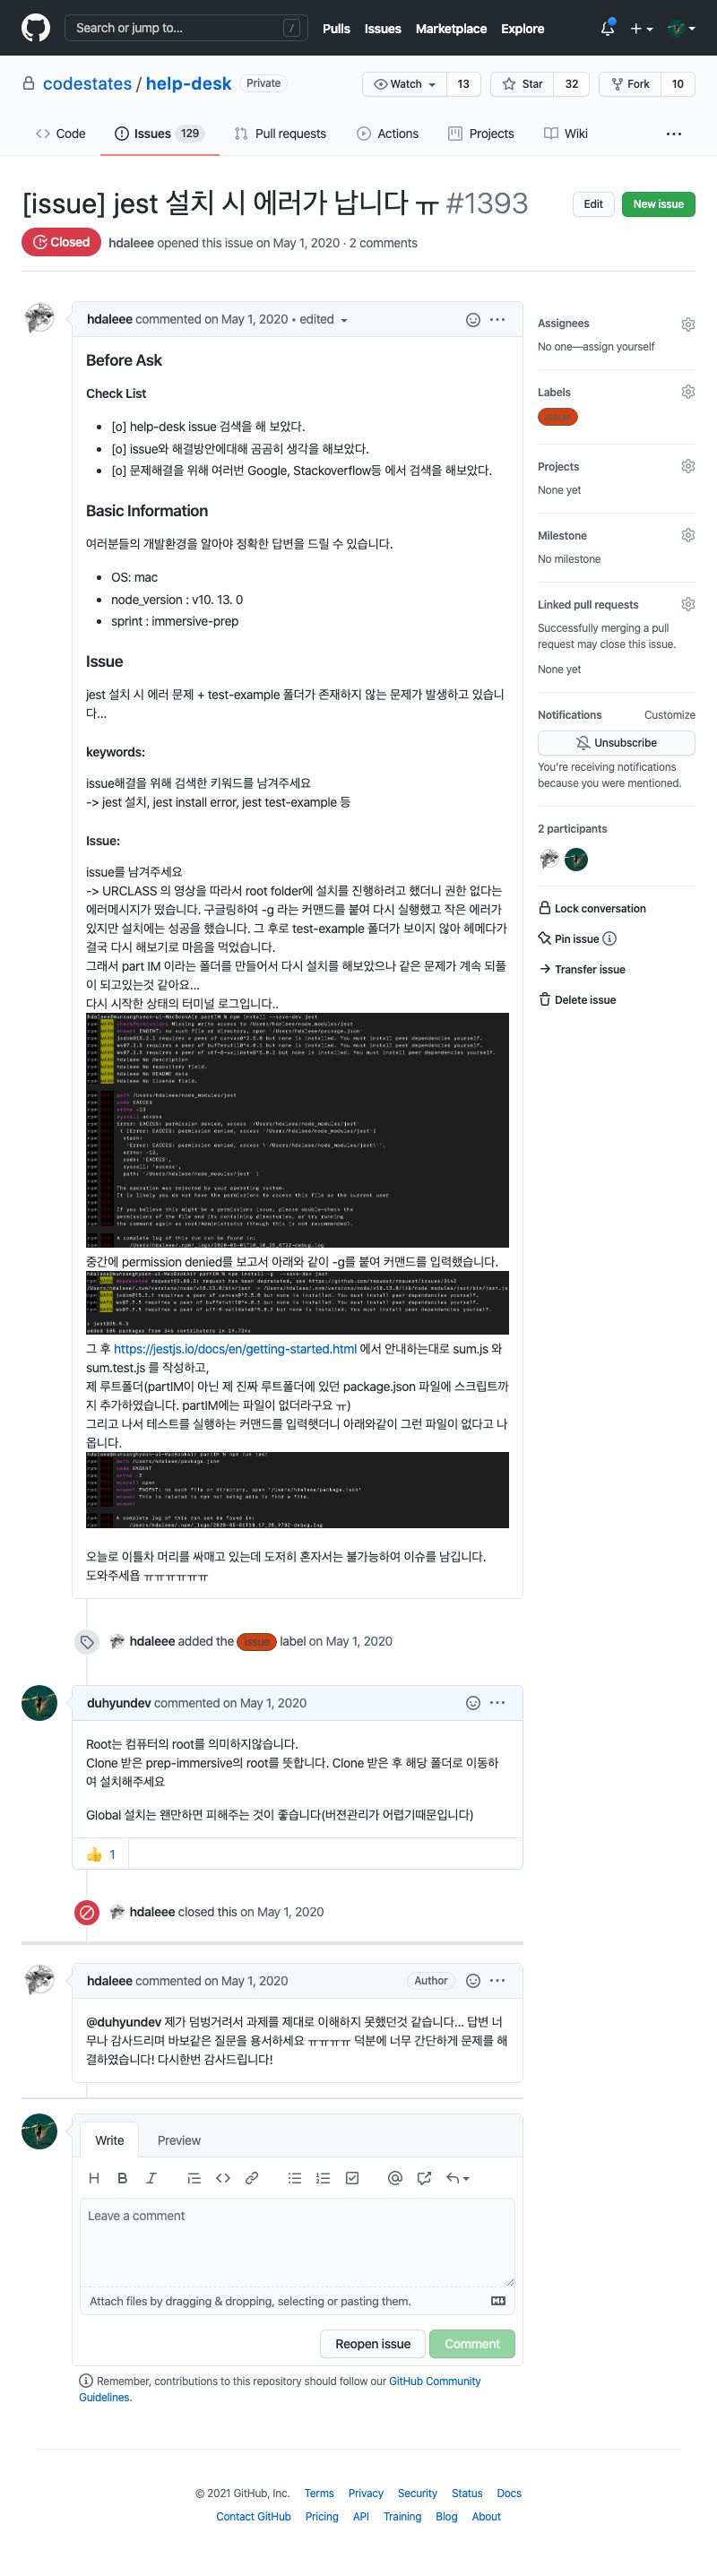 Search or jump to...
/
Pulls Issues Marketplace Explore
codestates / help-desk Private
Watch 13 Star 32 Fork 10
Code Issues 129 Pull requests Actions Projects Wiki
[issue] jest 설치 시 에러가 납니다 ㅠ #1393
Edit New issue
Closed hdaleee opened this issue on May 1, 2020 · 2 comments
hdaleee commented on May 1, 2020 • edited
Before Ask
Check List
[o] help-desk issue 검색을 해 보았다.
[o] issue와 해결방안에대해 곰곰히 생각을 해보았다.
[o] 문제해결을 위해 여러번 Google, Stackoverflow등 에서 검색을 해보았다.
Basic Information
여러분들의 개발환경을 알아야 정확한 답변을 드릴 수 있습니다.
OS: mac
node_version : v10. 13. 0
sprint : immersive-prep
Issue
jest 설치 시 에러 문제 + test-example 폴더가 존재하지 않는 문제가 발생하고 있습니
다...
keywords:
issue해결을 위해 검색한 키워드를 남겨주세요
-> jest 설치, jest install error, jest test-example 등
Issue:
issue를 남겨주세요
-> URCLASS 의 영상을 따라서 root folder에 설치를 진행하려고 했더니 권한 없다는
에러메시지가 떴습니다. 구글링하여 -g 라는 커맨드를 붙여 다시 실행했고 작은 에러가
있지만 설치에는 성공을 했습니다. 그 후로 test-example 폴더가 보이지 않아 헤메다가
결국 다시 해보기로 마음을 먹었습니다.
그래서 part IM 이라는 폴더를 만들어서 다시 설치를 해보았으나 같은 문제가 계속 되풀
이 되고있는것 같아요...
다시 시작한 상태의 터미널 로그입니다..
중간에 permission denied를 보고서 아래와 같이 -g를 붙여 커맨드를 입력했습니다.
그 후 https://jestjs.io/docs/en/getting-started.html 에서 안내하는대로 sum.js 와
sum.test.js 를 작성하고,
제 루트폴더(partIM이 아닌 제 진짜 루트폴더에 있던 package.json 파일에 스크립트까
지 추가하였습니다. partIM에는 파일이 없더라구요 ㅠ)
그리고 나서 테스트를 실행하는 커맨드를 입력했더니 아래와같이 그런 파일이 없다고 나
옵니다.
오늘로 이틀차 머리를 싸매고 있는데 도저히 혼자서는 불가능하여 이슈를 남깁니다.
도와주세욥 ㅠㅠㅠㅠㅠㅠ
hdaleee added the issue label on May 1, 2020
duhyundev commented on May 1, 2020
Root는 컴퓨터의 root를 의미하지않습니다.
Clone 받은 prep-immersive의 root를 뜻합니다. Clone 받은 후 해당 폴더로 이동하
여 설치해주세요
Global 설치는 왠만하면 피해주는 것이 좋습니다(버젼관리가 어렵기때문입니다)
1
hdaleee closed this on May 1, 2020
hdaleee commented on May 1, 2020 Author
@duhyundev 제가 덤벙거려서 과제를 제대로 이해하지 못했던것 같습니다... 답변 너
무나 감사드리며 바보같은 질문을 용서하세요 ㅠㅠㅠㅠ 덕분에 너무 간단하게 문제를 해
결하였습니다! 다시한번 감사드립니다!
Write Preview
Leave a comment
Attach files by dragging & dropping, selecting or pasting them.
Reopen issue Comment
Remember, contributions to this repository should follow our GitHub Community
Guidelines.
Assignees
No one—assign yourself
Labels
issue
Projects
None yet
Milestone
No milestone
Linked pull requests
Successfully merging a pull
request may close this issue.
None yet
Notifications Customize
Unsubscribe
You're receiving notifications
because you were mentioned.
2 participants
Lock conversation
Pin issue
Transfer issue
Delete issue
© 2021 GitHub, Inc. Terms Privacy Security Status Docs
Contact GitHub Pricing API Training Blog About